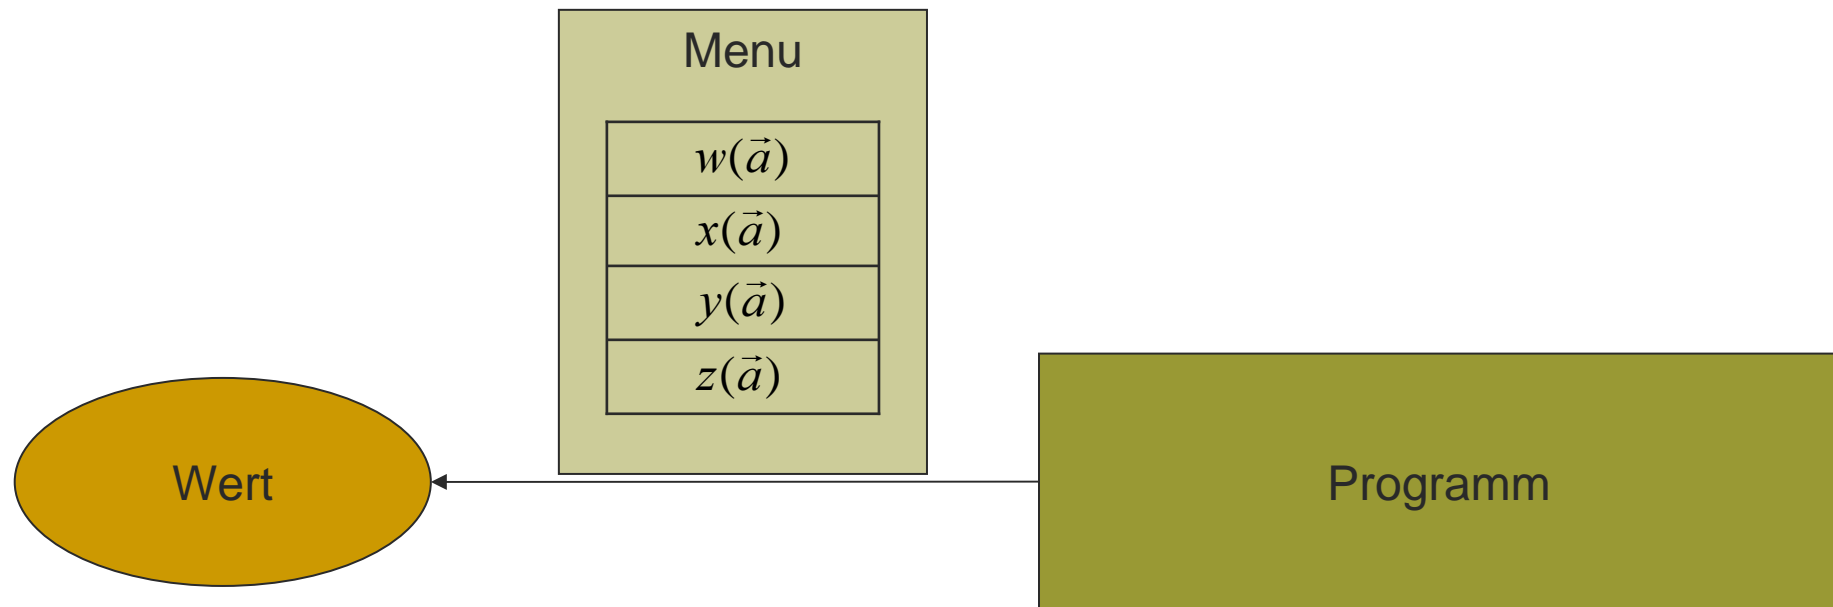 Menu
w(a⃗)
x(a⃗)
y(a⃗)
z(a⃗)
Wert
Programm